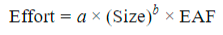 Effort = a × (Size)ᵇ × EAF